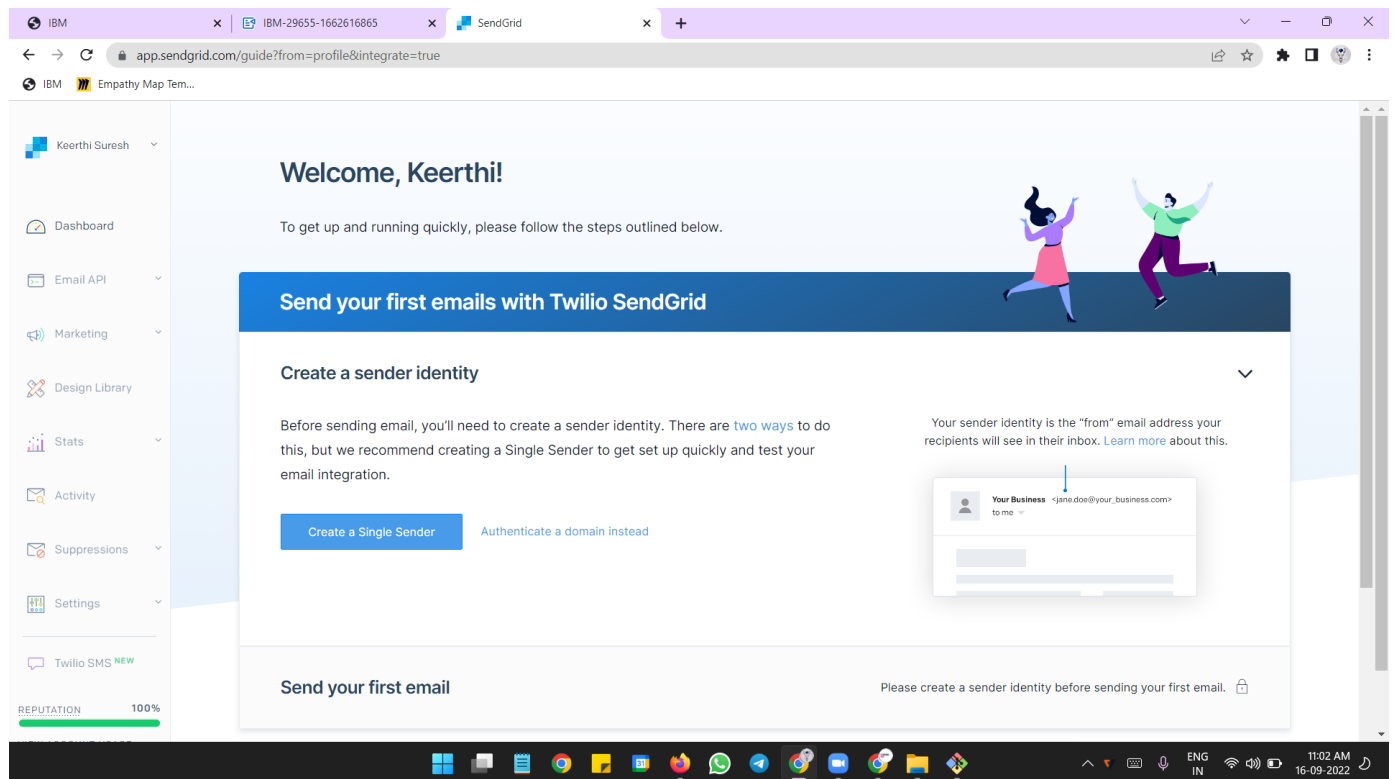 IBM
IBM-29655-1662616865
SendGrid
app.sendgrid.com/guide?from=profile&integrate=true
IBM
Empathy Map Tem...
Keerthi Suresh
Dashboard
Email API
Marketing
Design Library
Stats
Activity
Suppressions
Settings
Twilio SMS NEW
REPUTATION 100%
Welcome, Keerthi!
To get up and running quickly, please follow the steps outlined below.
Send your first emails with Twilio SendGrid
Create a sender identity
Before sending email, you’ll need to create a sender identity. There are two ways to do
this, but we recommend creating a Single Sender to get set up quickly and test your
email integration.
Create a Single Sender
Authenticate a domain instead
Your sender identity is the “from” email address your
recipients will see in their inbox. Learn more about this.
Your Business <jane.doe@your_business.com>
to me
Send your first email
Please create a sender identity before sending your first email.
31
ENG
IN
11:02 AM
16-09-2022